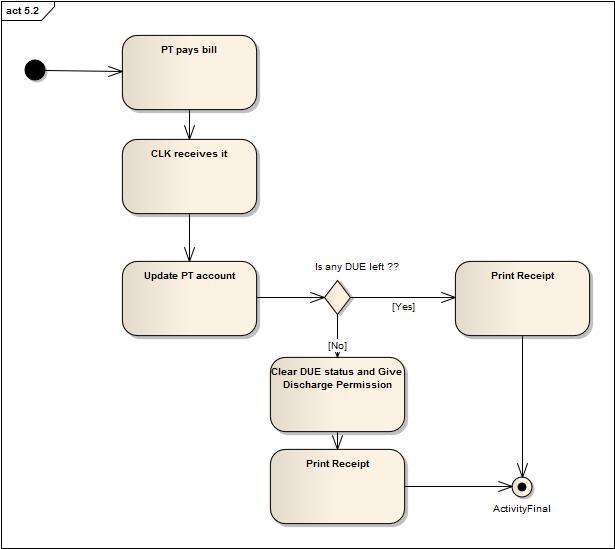 act 5.2
PT pays bill
CLK receives it
Update PT account
Is any DUE left ??
[Yes]
Print Receipt
[No]
Clear DUE status and Give
Discharge Permission
Print Receipt
ActivityFinal